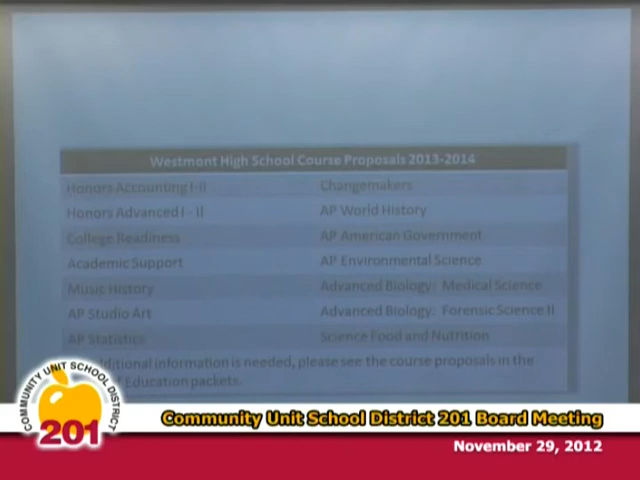 Westmont High School Course Proposals 2013-2014
Honors Accounting I-II Changemakers
Honors Advanced I - II AP World History
College Readiness AP American Government
Academic Support AP Environmental Science
Music History Advanced Biology: Medical Science
AP Studio Art Advanced Biology: Forensic Science II
AP Statistics Science Food and Nutrition
information is needed, please see the course proposals in the
Education packets.
COMMUNITY UNIT SCHOOL DISTRICT
201
Community Unit School District 201 Board Meeting
November 29, 2012